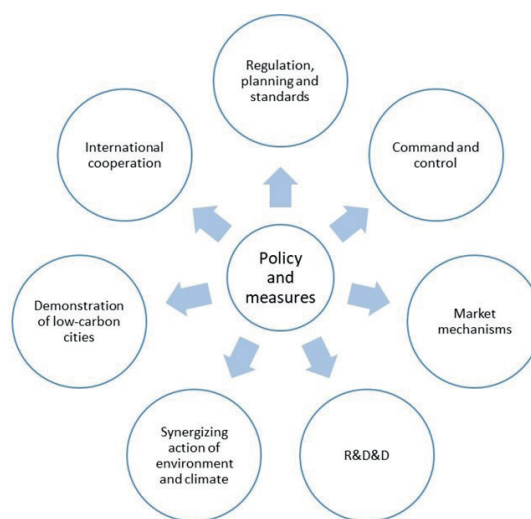 Regulation,
planning and
standards
Command and
control
Market
mechanisms
R&D&D
Synergizing
action of
environment
and climate
Demonstration
of low-carbon
cities
International
cooperation
Policy
and
measures